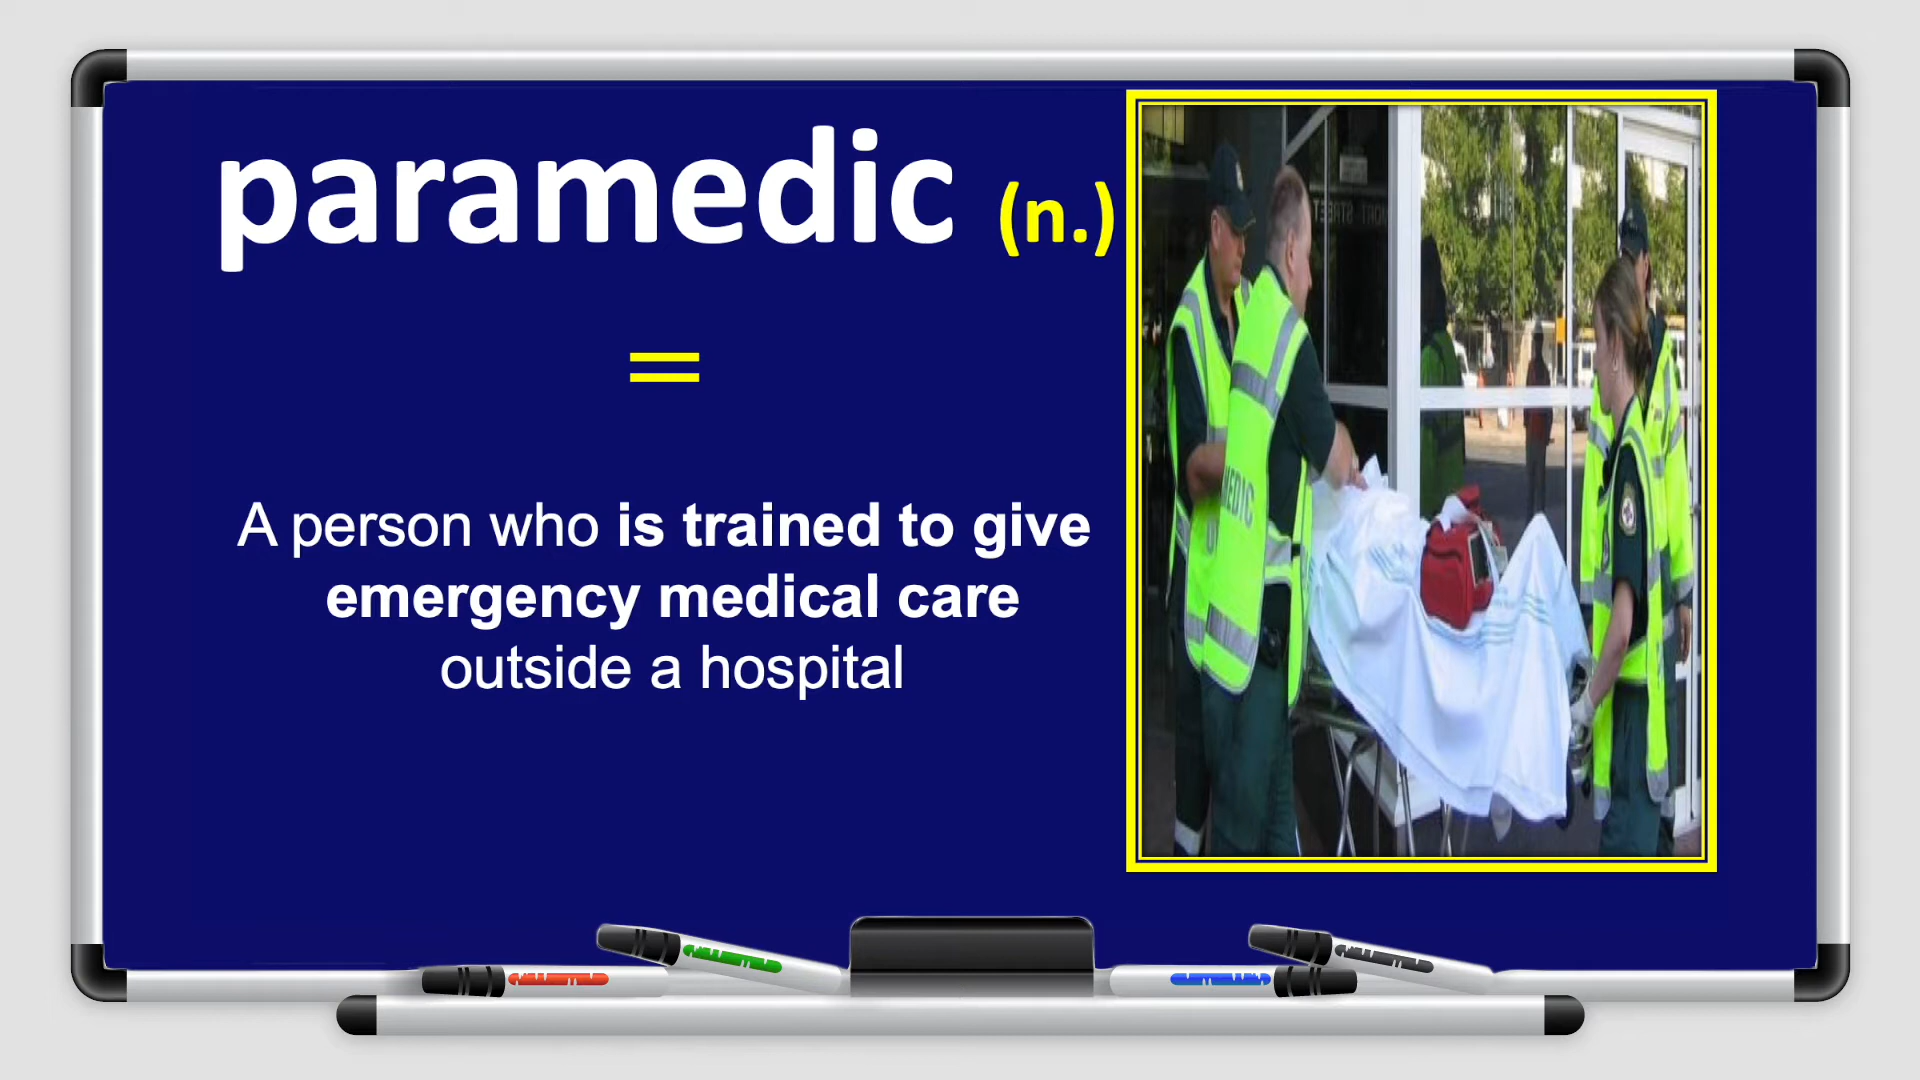 paramedic (n.)
=
A person who is trained to give
emergency medical care
outside a hospital